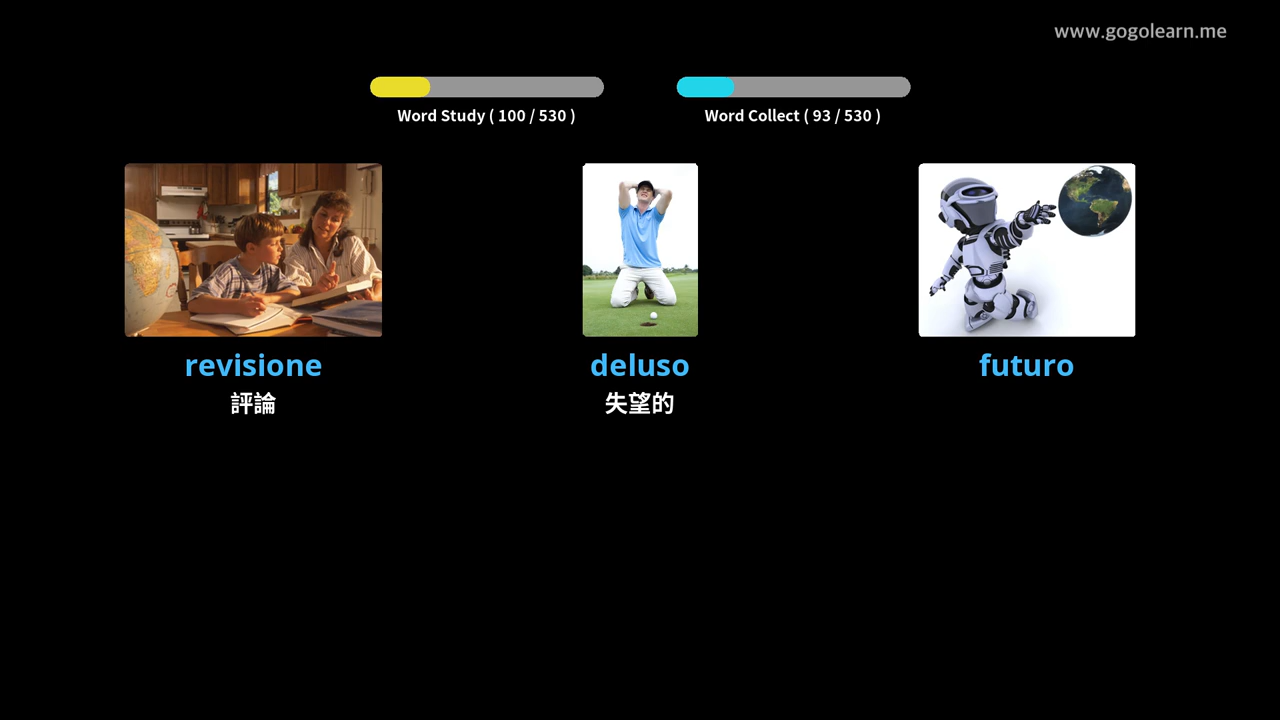 www.gogolearn.me
Word Study ( 100 / 530 )
Word Collect ( 93 / 530 )
revisione
評論
deluso
失望的
futuro